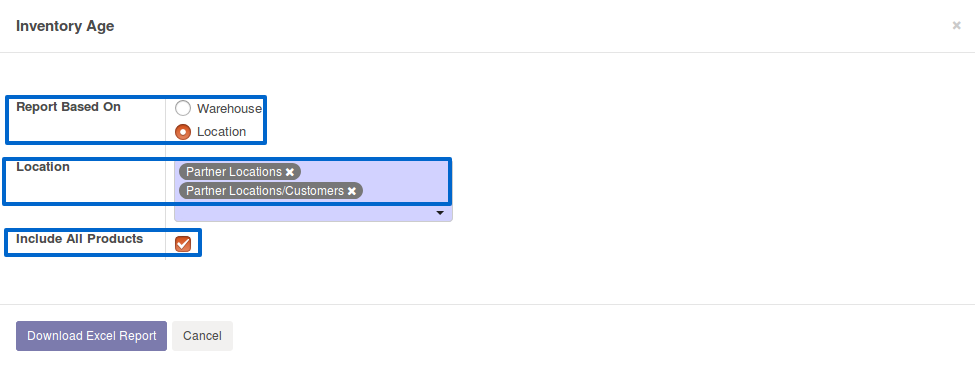 Inventory Age
Report Based On
Warehouse
Location
Location
Partner Locations
Partner Locations/Customers
Include All Products
Download Excel Report
Cancel